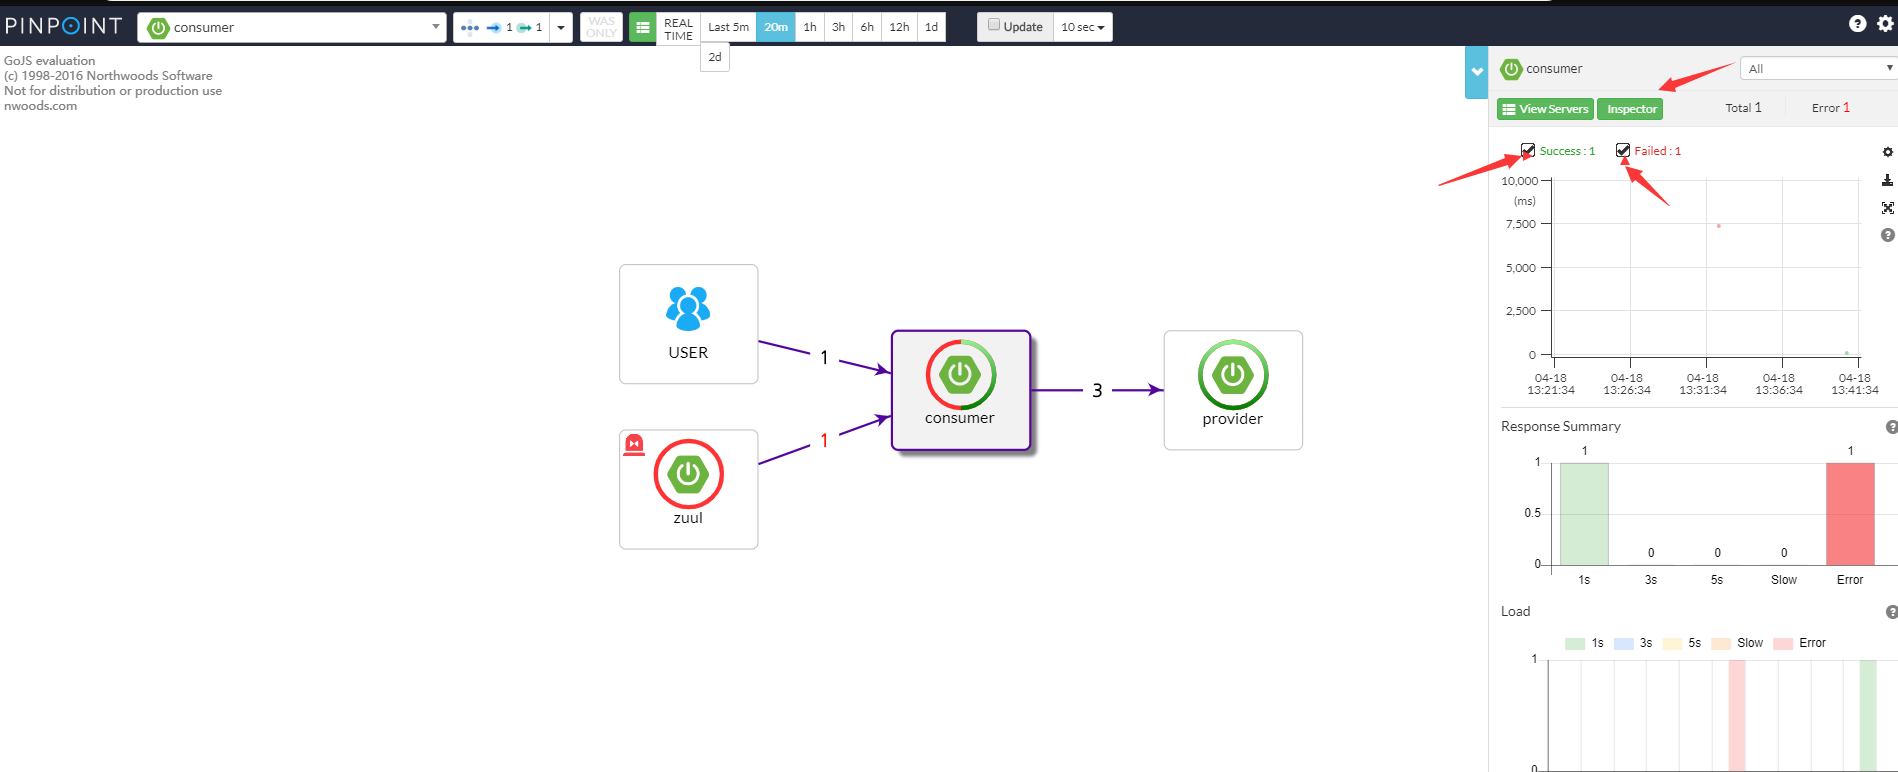 PINPOINT
consumer
1
1
WAS ONLY
REAL TIME
Last 5m
20m
1h
3h
6h
12h
1d
2d
Update
10 sec
GoJS evaluation
(c) 1998-2016 Northwoods Software
Not for distribution or production use
nwoods.com
USER
1
zuul
1
consumer
3
provider
consumer
All
View Servers
Inspector
Total 1
Error 1
Success : 1
Failed : 1
10,000
(ms)
7,500
5,000
2,500
0
04-18
13:21:34
04-18
13:26:34
04-18
13:31:34
04-18
13:36:34
04-18
13:41:34
Response Summary
1
0.5
0
1
0
0
0
1
1s
3s
5s
Slow
Error
Load
1s
3s
5s
Slow
Error
1
0